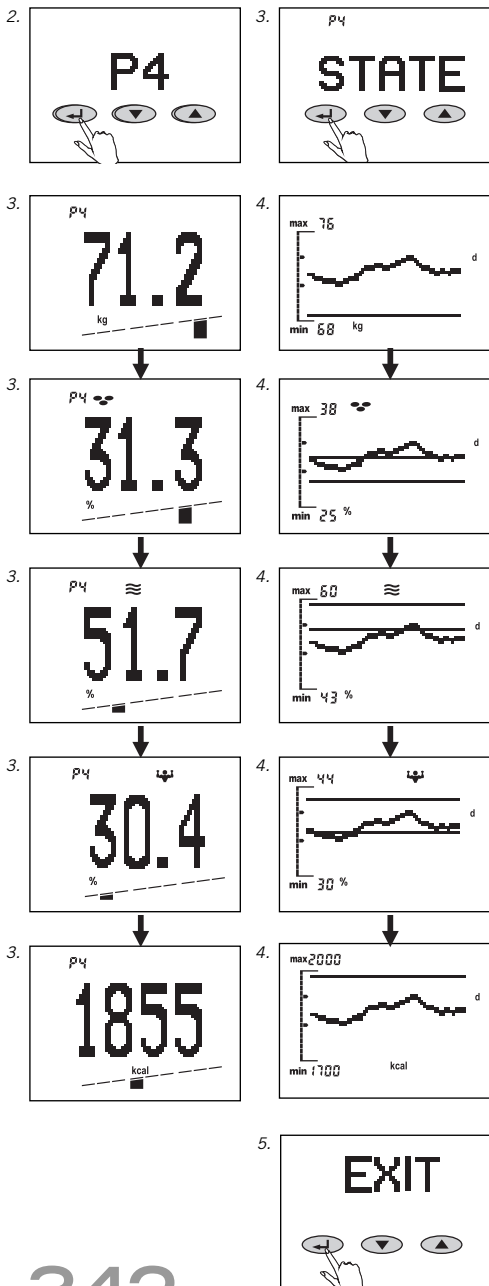 2.
P4
3.
P4
STATE
3.
P4
71.2
kg
4.
max 76
d
min 68 kg
3.
P4
31.3
%
4.
max 38
d
min 25 %
3.
P4
51.7
%
4.
max 60
d
min 43 %
3.
P4
30.4
%
4.
max 44
d
min 30 %
3.
P4
1855
kcal
4.
max 2000
d
min 1700 kcal
5.
EXIT
342